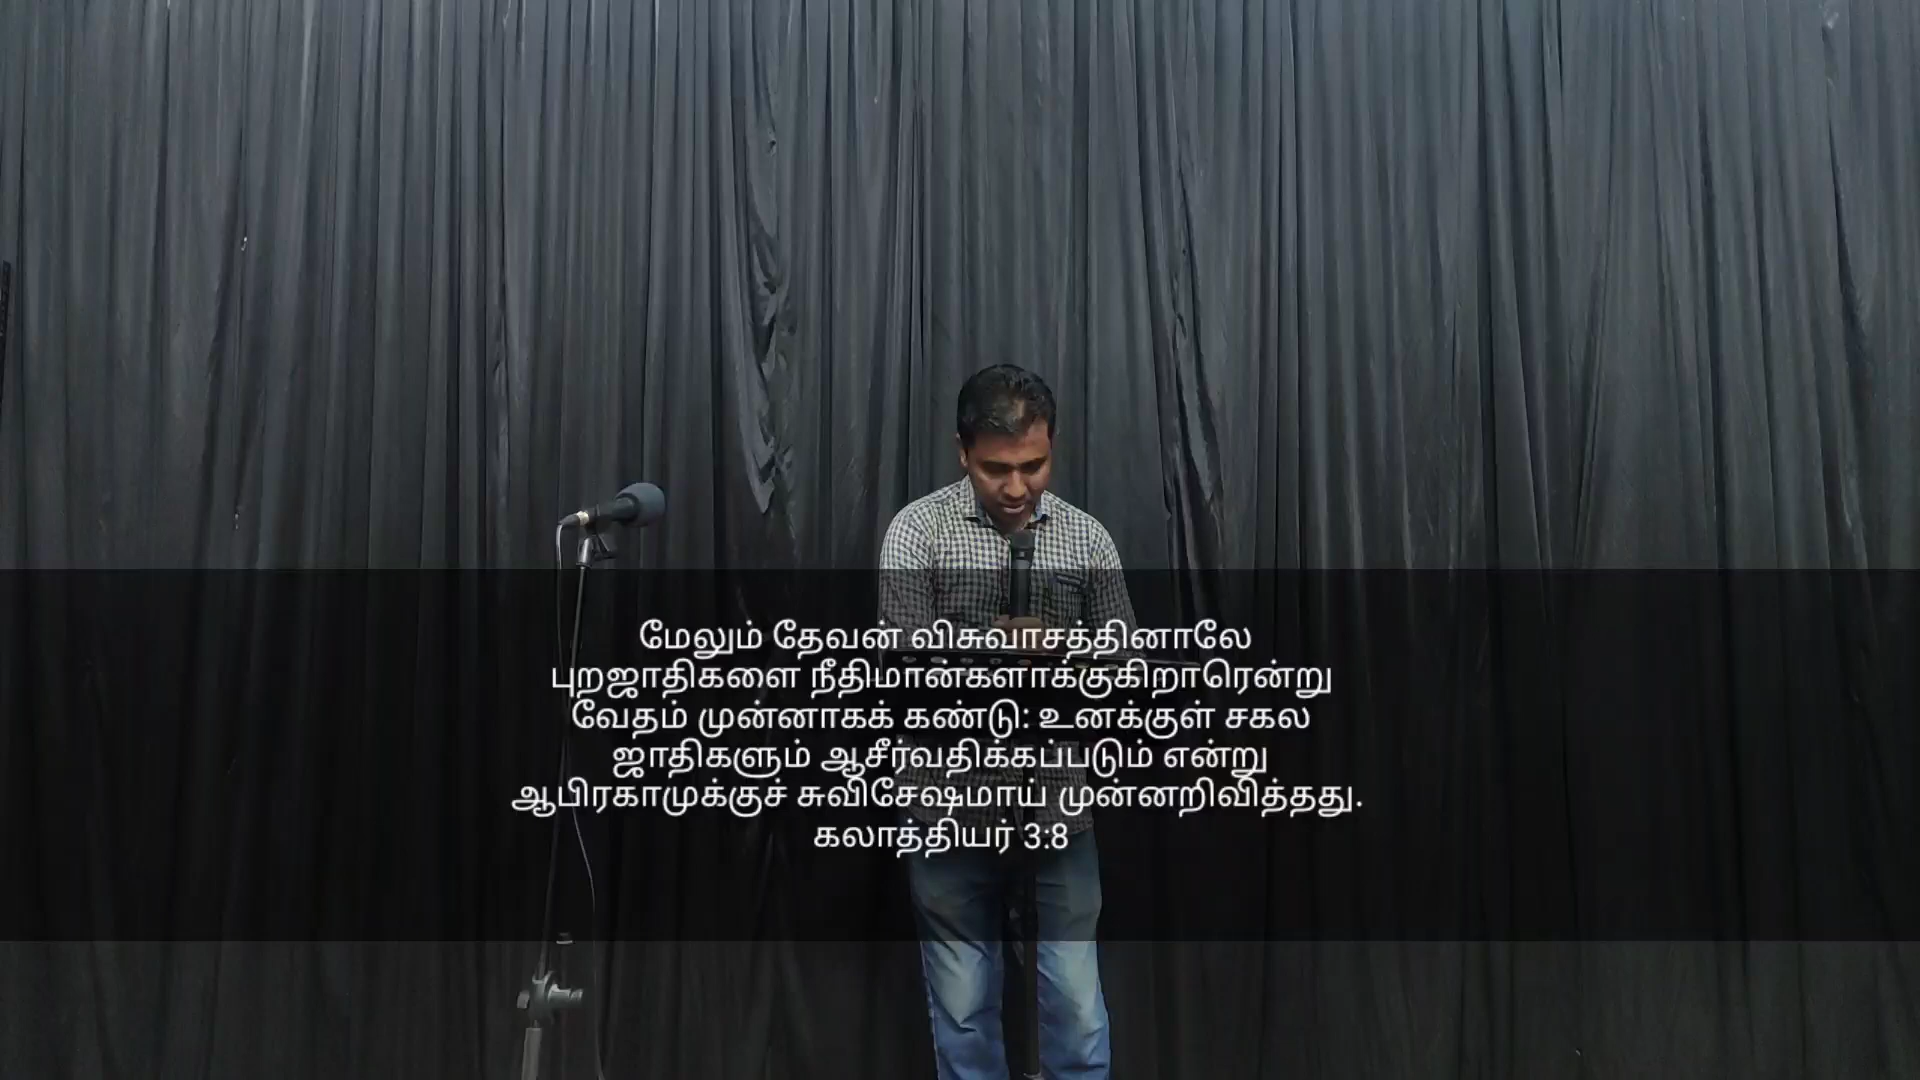 மேலும் தேவன் விசுவாசத்தினாலே
புறஜாதிகளை நீதிமான்களாக்குகிறாரென்று
வேதம் முன்னாகக் கண்டு: உனக்குள் சகல
ஜாதிகளும் ஆசீர்வதிக்கப்படும் என்று
ஆபிரகாமுக்குச் சுவிசேஷமாய் முன்னறிவித்தது.
கலாத்தியர் 3:8